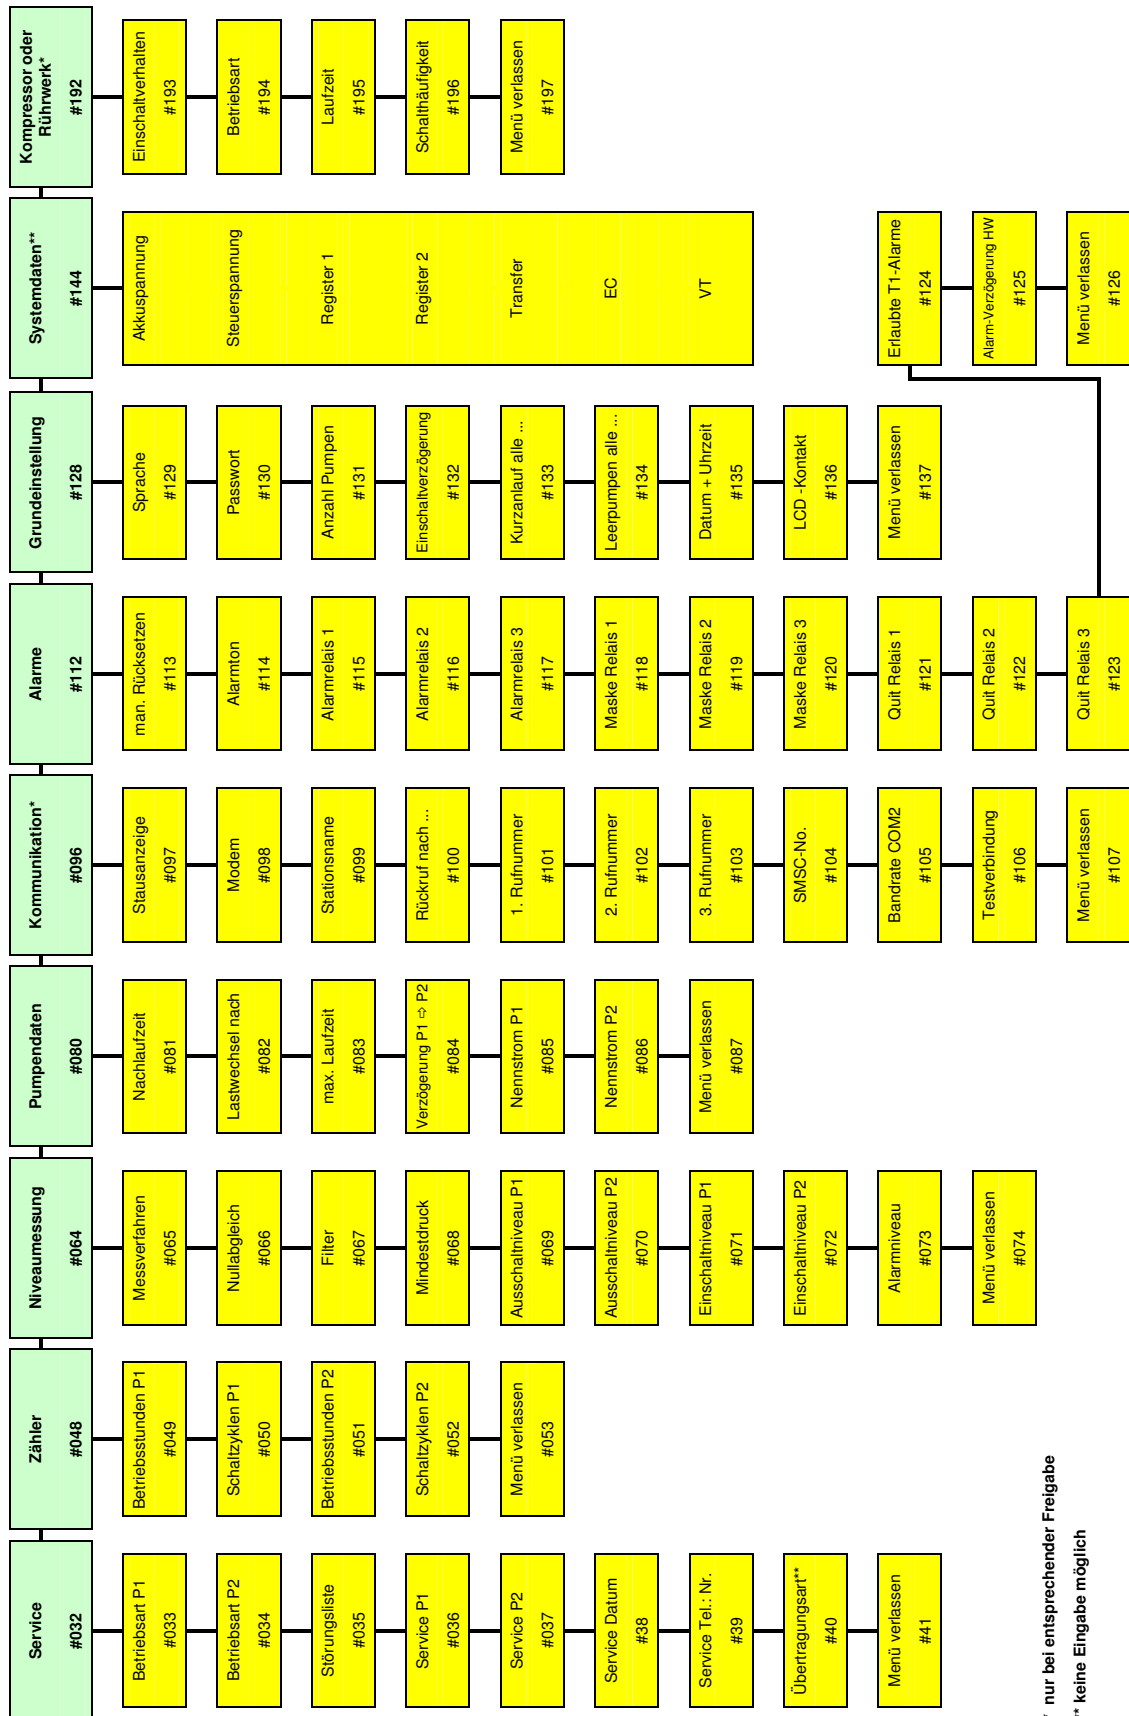 Service
#032
Betriebsart P1
#033
Betriebsart P2
#034
Störungsliste
#035
Service P1
#036
Service P2
#037
Service Datum
#38
Service Tel.: Nr.
#39
Übertragungsart**
#40
Menü verlassen
#41
Zähler
#048
Betriebsstunden P1
#049
Schaltzyklen P1
#050
Betriebsstunden P2
#051
Schaltzyklen P2
#052
Menü verlassen
#053
Niveaumessung
#064
Messverfahren
#065
Nullabgleich
#066
Filter
#067
Mindestdruck
#068
Ausschaltniveau P1
#069
Ausschaltniveau P2
#070
Einschaltniveau P1
#071
Einschaltniveau P2
#072
Alarmniveau
#073
Menü verlassen
#074
Pumpendaten
#080
Nachlaufzeit
#081
Lastwechsel nach
#082
max. Laufzeit
#083
Verzögerung P1 ⇨ P2
#084
Nennstrom P1
#085
Nennstrom P2
#086
Menü verlassen
#087
Kommunikation*
#096
Stausanzeige
#097
Modem
#098
Stationsname
#099
Rückruf nach ...
#100
1. Rufnummer
#101
2. Rufnummer
#102
3. Rufnummer
#103
SMSC-No.
#104
Bandrate COM2
#105
Testverbindung
#106
Menü verlassen
#107
Alarme
#112
man. Rücksetzen
#113
Alarmton
#114
Alarmrelais 1
#115
Alarmrelais 2
#116
Alarmrelais 3
#117
Maske Relais 1
#118
Maske Relais 2
#119
Maske Relais 3
#120
Quit Relais 1
#121
Quit Relais 2
#122
Quit Relais 3
#123
Grundeinstellung
#128
Sprache
#129
Passwort
#130
Anzahl Pumpen
#131
Einschaltverzögerung
#132
Kurzanlauf alle ...
#133
Leerpumpen alle ...
#134
Datum + Uhrzeit
#135
LCD -Kontakt
#136
Menü verlassen
#137
Systemdaten**
#144
Akkuspannung
Steuerspannung
Register 1
Register 2
Transfer
EC
VT
Erlaubte T1-Alarme
#124
Alarm-Verzögerung HW
#125
Menü verlassen
#126
Kompressor oder
Rührwerk*
#192
Einschaltverhalten
#193
Betriebsart
#194
Laufzeit
#195
Schalthäufigkeit
#196
Menü verlassen
#197
* nur bei entsprechender Freigabe
** keine Eingabe möglich